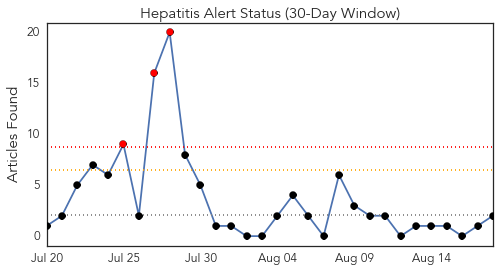 Hepatitis Alert Status (30-Day Window)
20
15
10
5
0
Articles Found
Jul 20 Jul 25 Jul 30 Aug 04 Aug 09 Aug 14